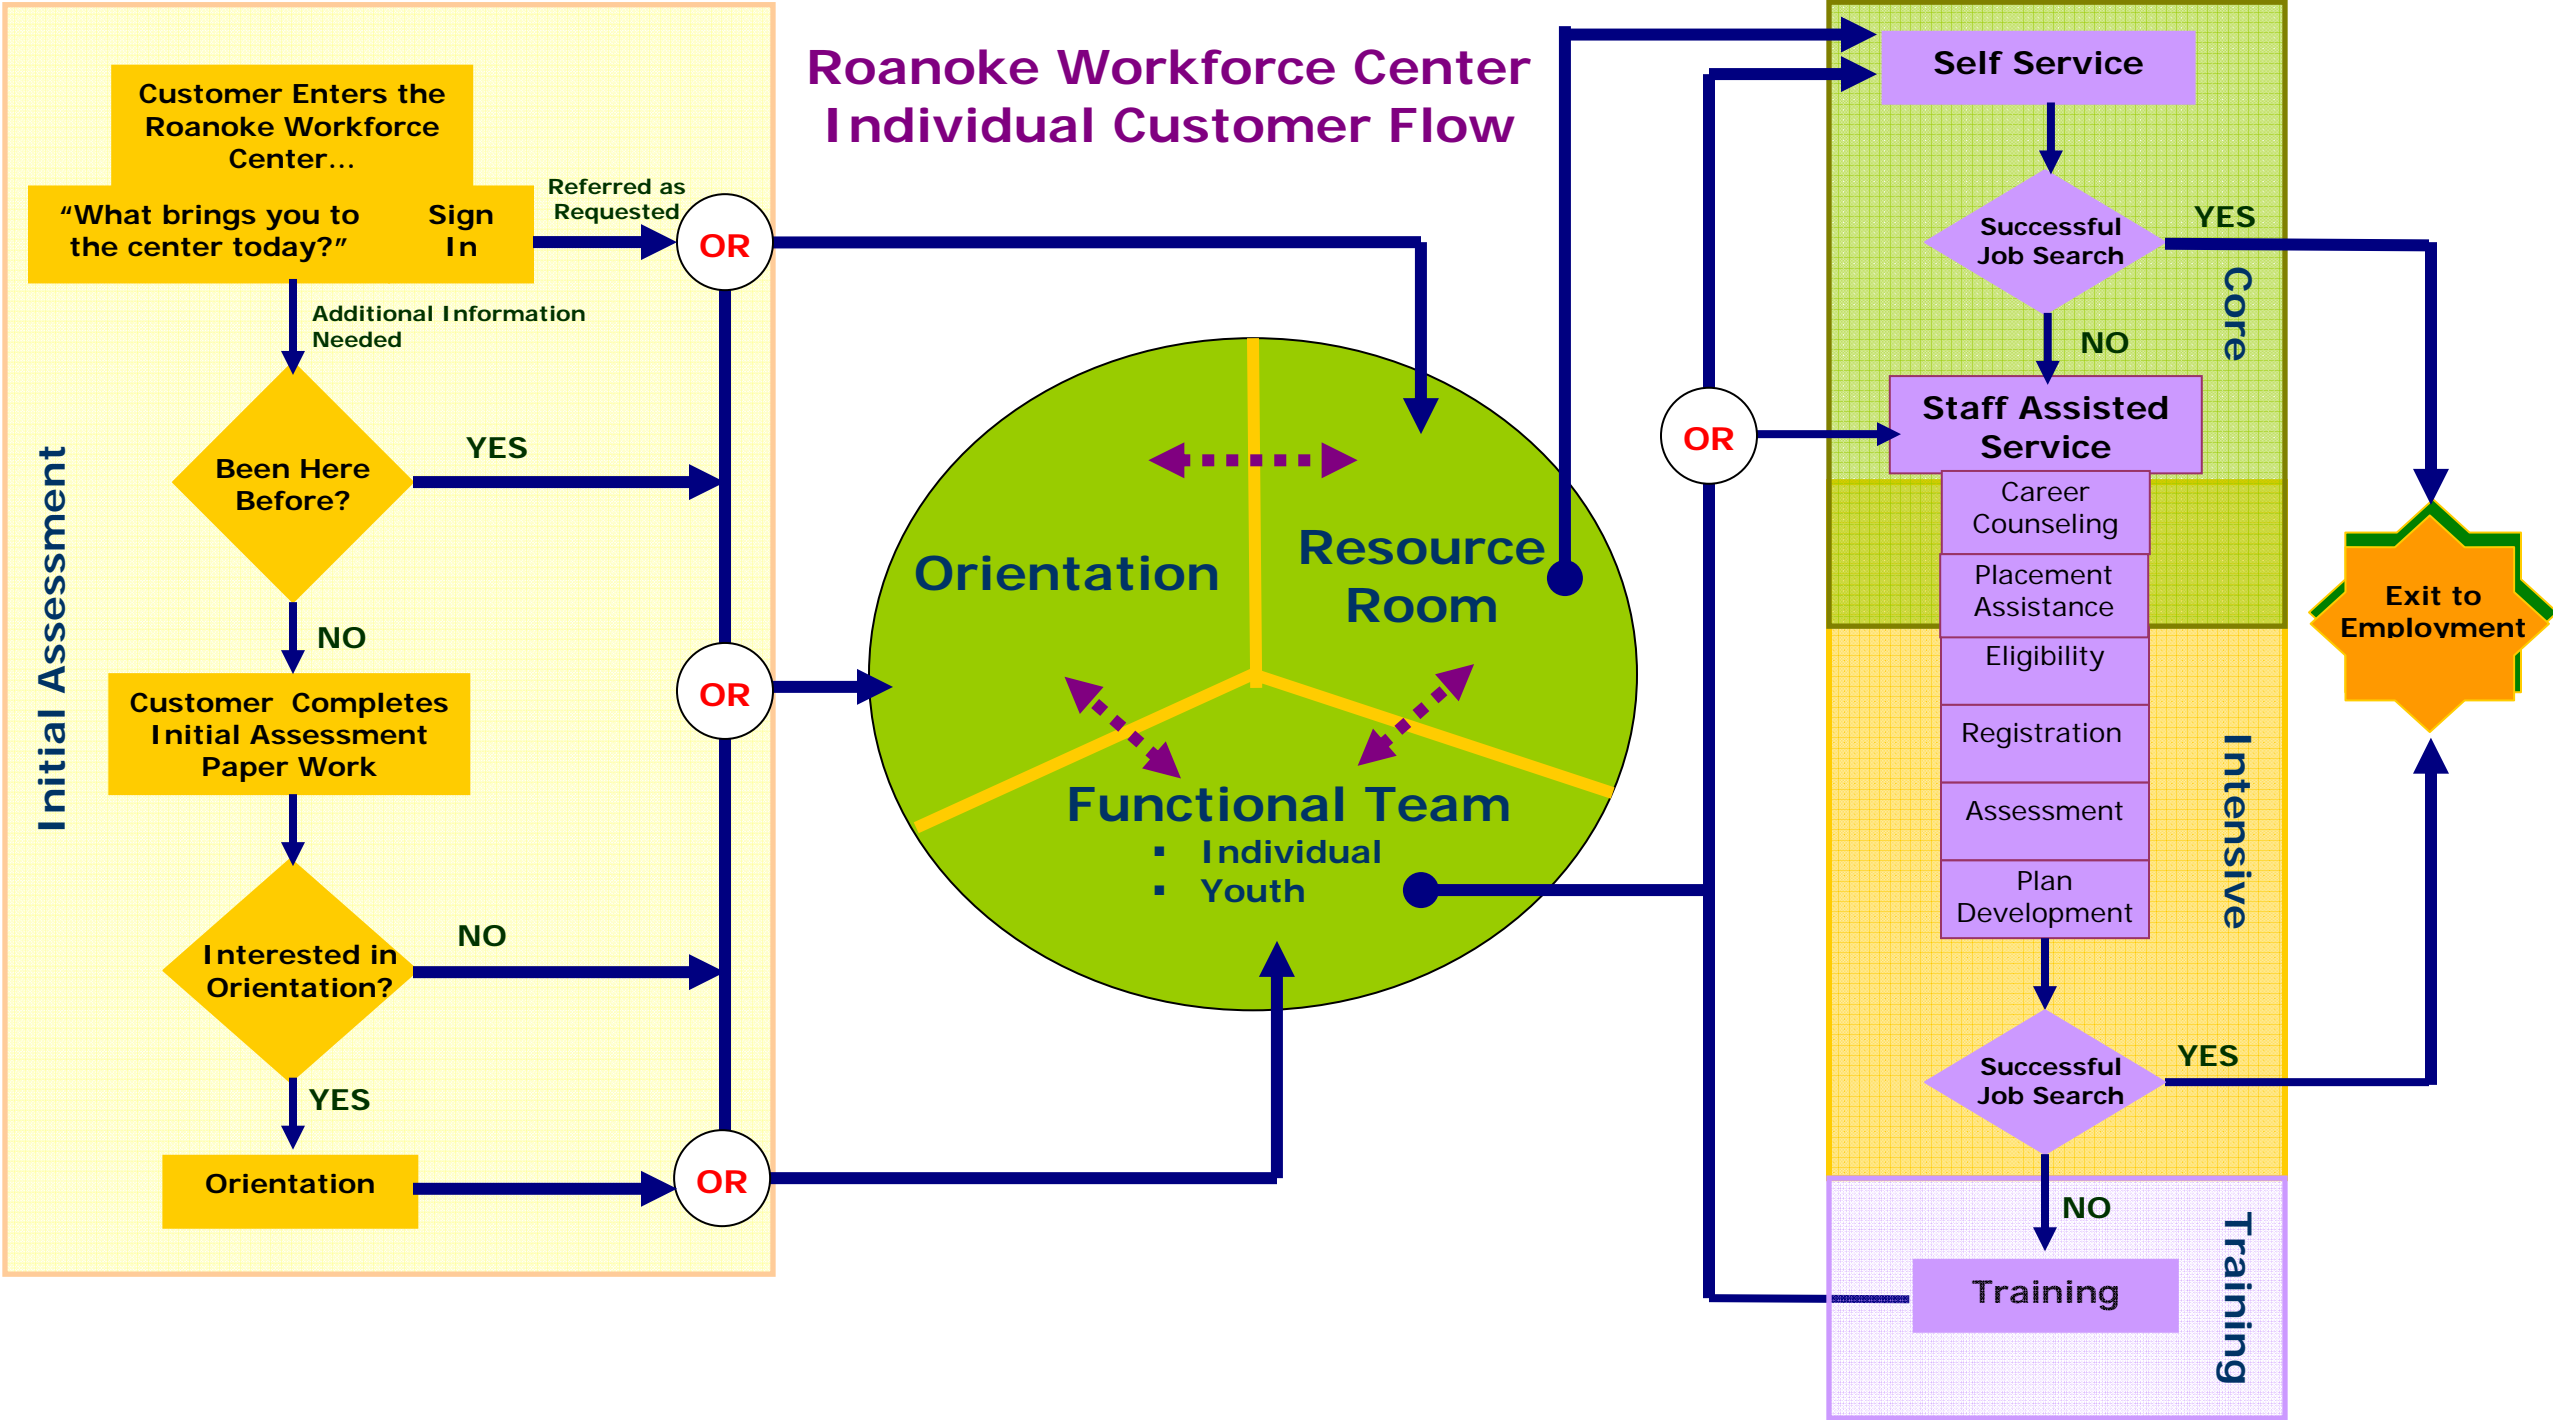 Roanoke Workforce Center
Individual Customer Flow
Initial Assessment
Customer Enters the
Roanoke Workforce
Center...
“What brings you to
the center today?”
Sign
In
Referred as
Requested
OR
Additional Information
Needed
Been Here
Before?
YES
NO
Customer Completes
Initial Assessment
Paper Work
OR
Interested in
Orientation?
NO
YES
Orientation
OR
Orientation
Resource
Room
Functional Team
▪ Individual
▪ Youth
OR
Self Service
Successful
Job Search
YES
NO
Core
Staff Assisted
Service
Career
Counseling
Placement
Assistance
Eligibility
Registration
Assessment
Plan
Development
Intensive
Successful
Job Search
YES
NO
Training
Training
Exit to
Employment